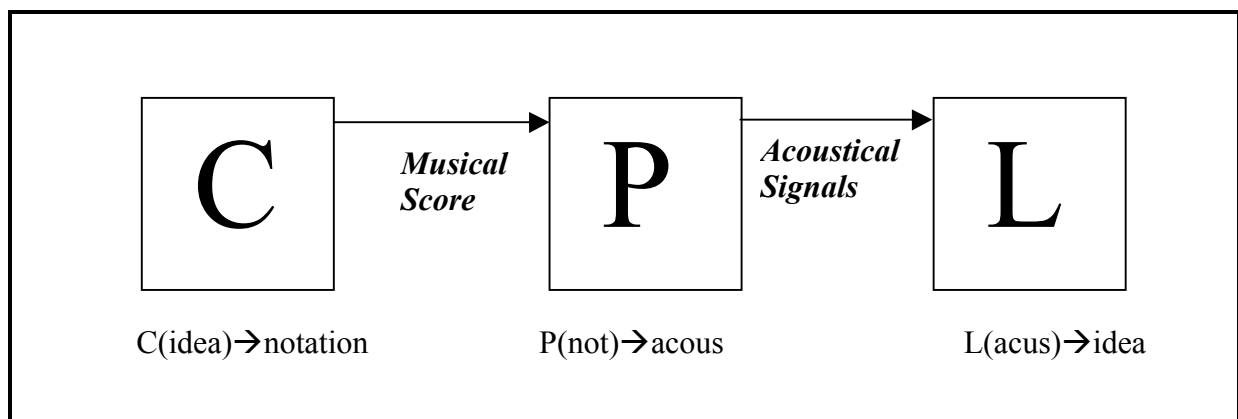 C
Musical
Score
P
Acoustical
Signals
L
C(idea)→notation
P(not)→acous
L(acus)→idea